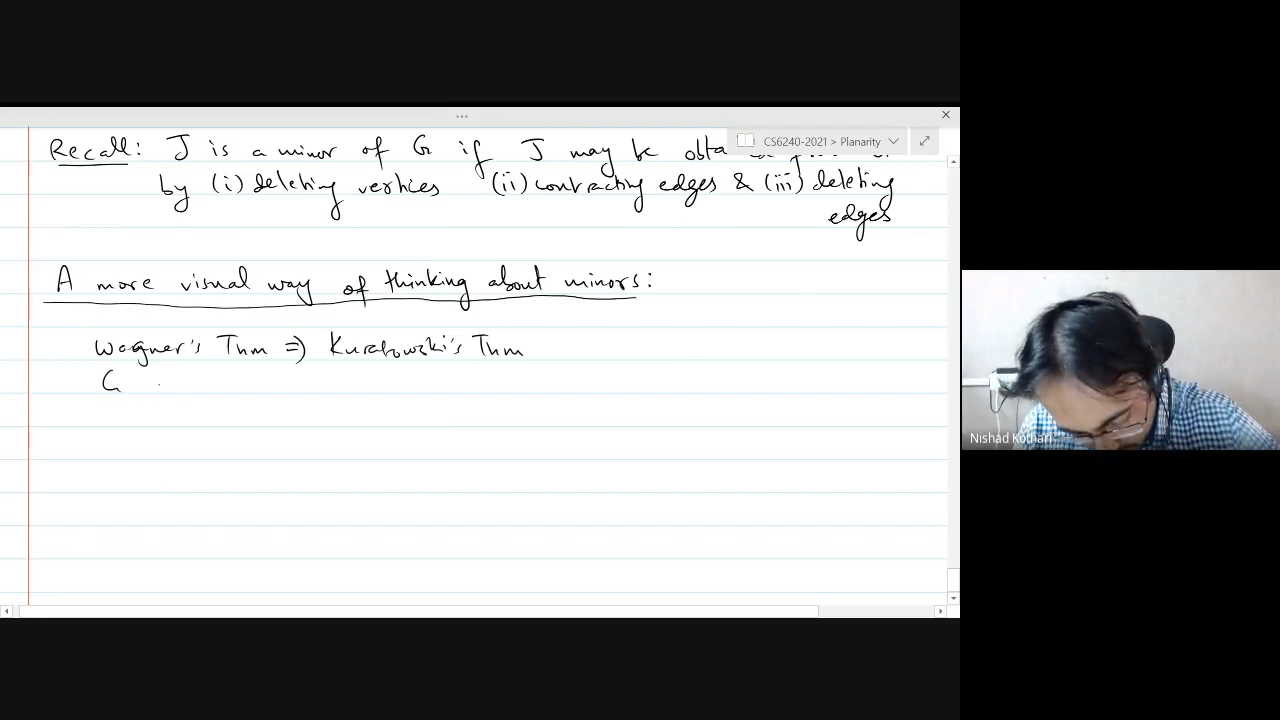 Recall: J is a minor of G if J may be
CS6240-2021 > Planarity
by (i) deleting vertices (ii) contracting edges & (iii) deleting
edges
A more visual way of thinking about minors:
Wagner's Thm => Kuratowski's Thm
G
Nishad Kothari